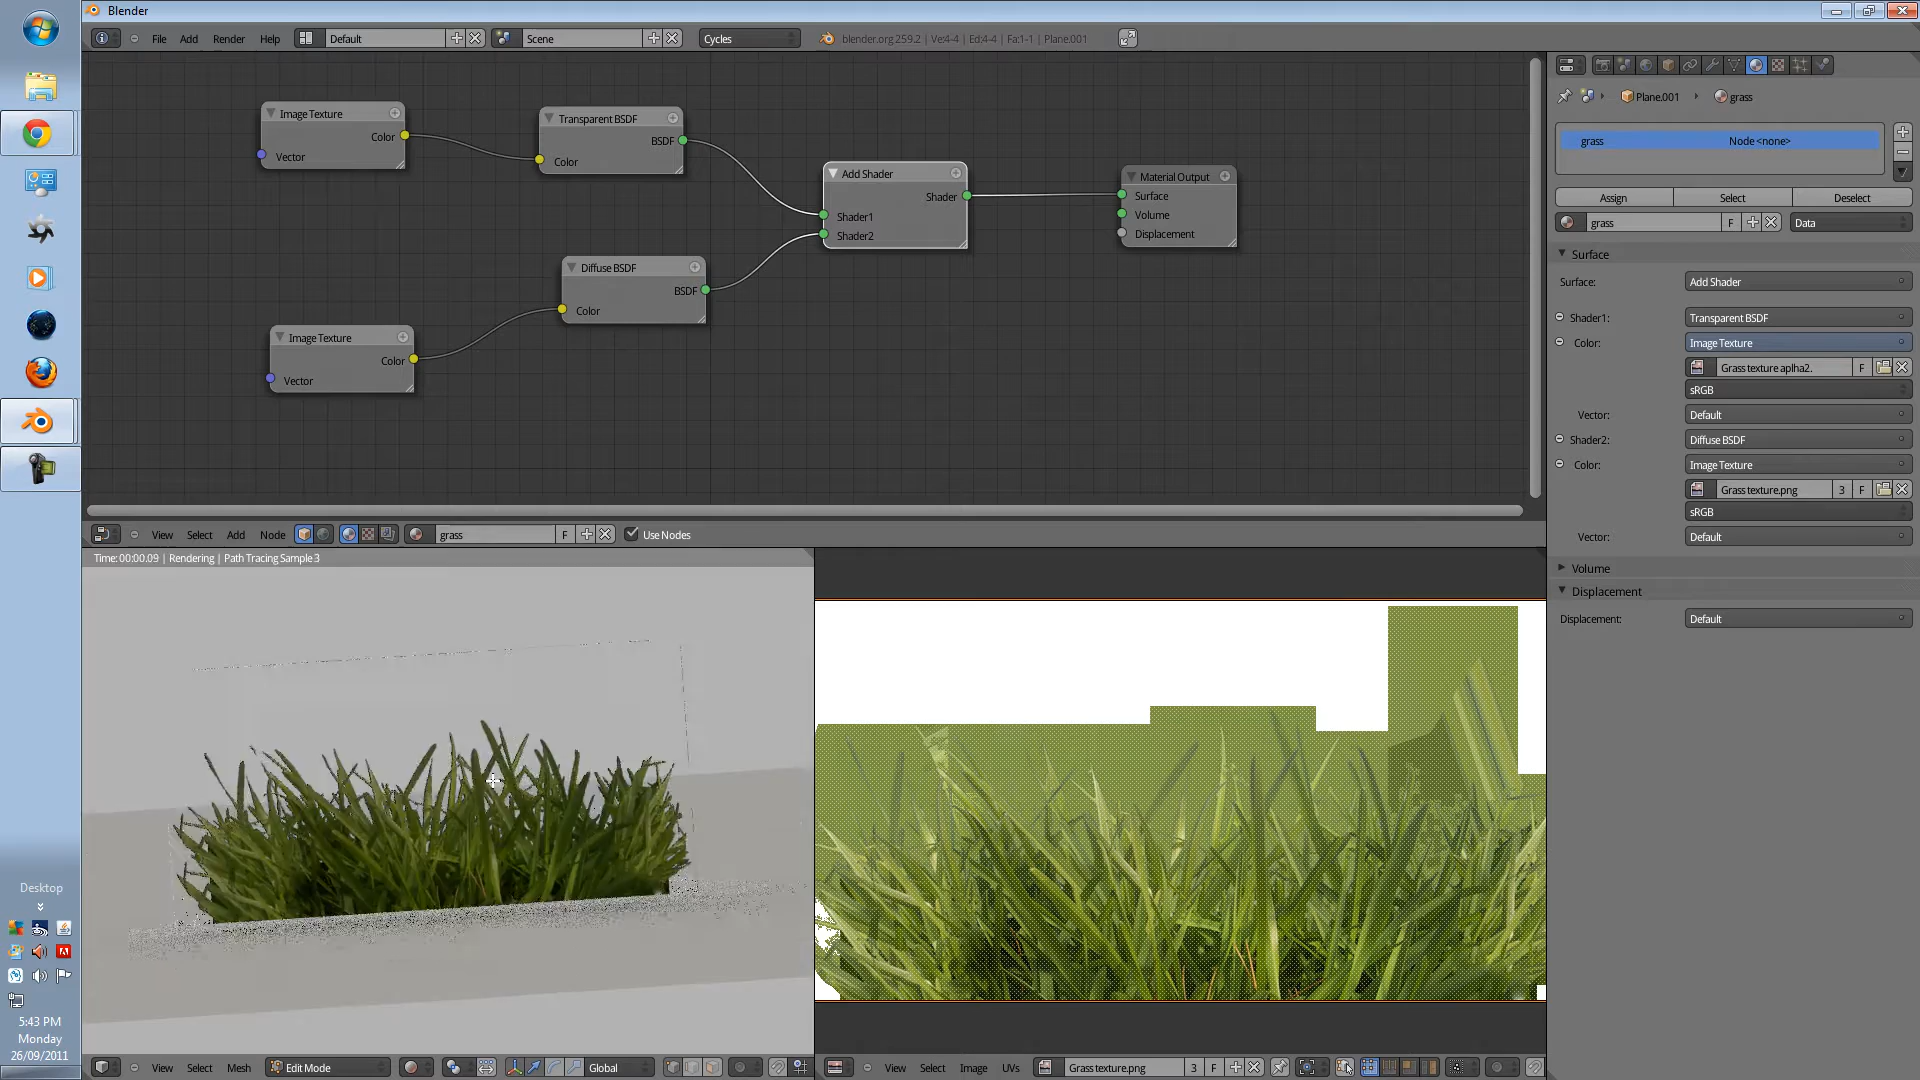 Blender
File Add Render Help Default Scene Cycles blender.org 259.2 | Ve:4-4 | Ed:4-4 | Fa:1-1 | Plane.001
Image Texture
Color
Vector
Transparent BSDF
BSDF
Color
Add Shader
Shader
Shader1
Shader2
Material Output
Surface
Volume
Displacement
Diffuse BSDF
BSDF
Color
Image Texture
Color
Vector
View Select Add Node grass F Use Nodes
Plane.001 grass
grass Node <none>
Assign Select Deselect
grass F Data
Surface
Surface: Add Shader
Shader1: Transparent BSDF
Color: Image Texture
Grass texture aplha2. F
sRGB
Vector: Default
Shader2: Diffuse BSDF
Color: Image Texture
Grass texture.png 3 F
sRGB
Vector: Default
Volume
Displacement
Displacement: Default
Time: 00:00.09 | Rendering | Path Tracing Sample 3
View Select Mesh Edit Mode Global
View Select Image UVs Grass texture.png 3 F
Desktop
5:43 PM
Monday
26/09/2011